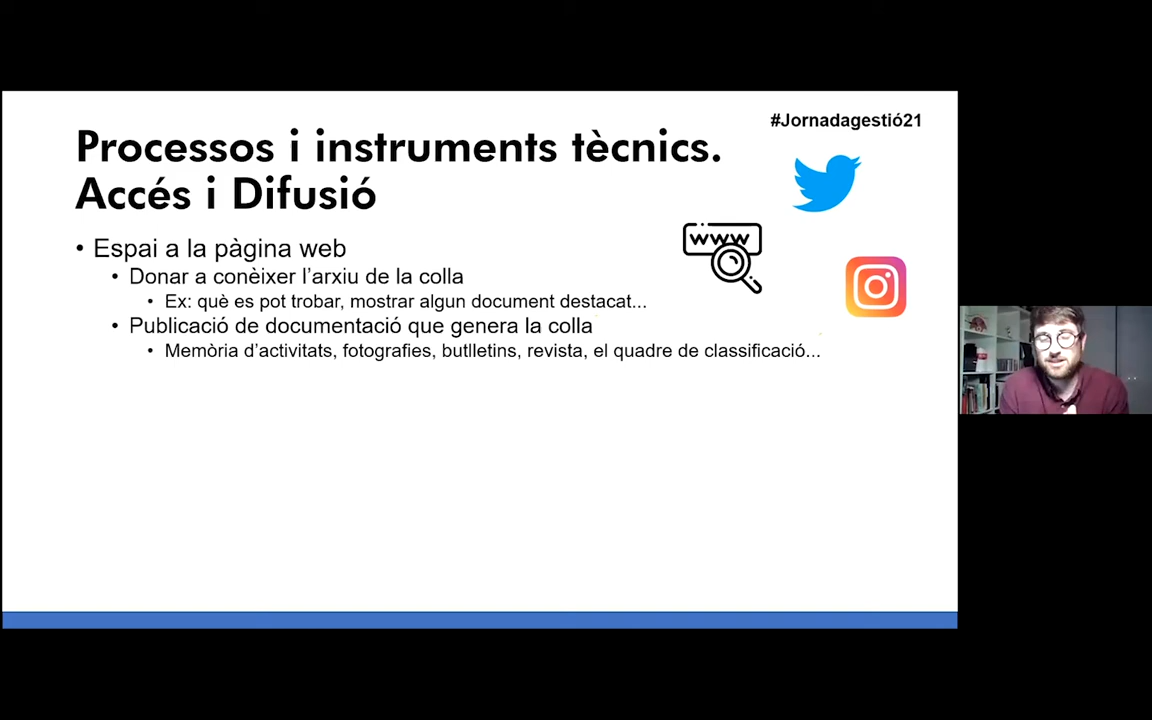 #Jornadagestió21
Processos i instruments tècnics.
Accés i Difusió
• Espai a la pàgina web
• Donar a conèixer l’arxiu de la colla
• Ex: què es pot trobar, mostrar algun document destacat...
• Publicació de documentació que genera la colla
• Memòria d’activitats, fotografies, butlletins, revista, el quadre de classificació...
www